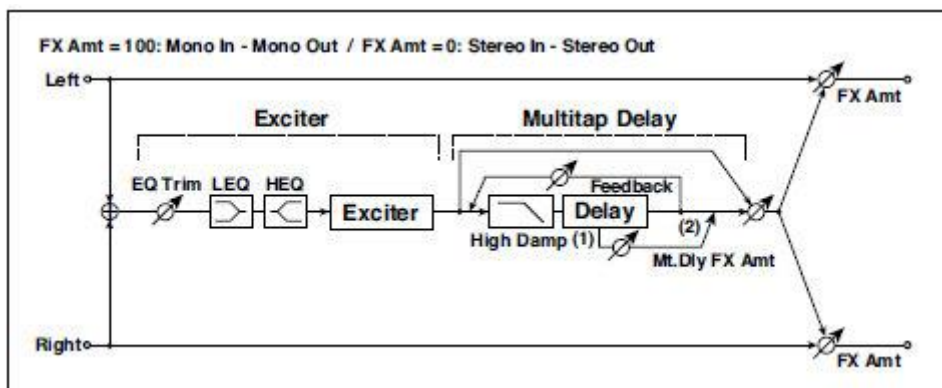 FX Amt = 100: Mono In - Mono Out / FX Amt = 0: Stereo In - Stereo Out
Left
FX Amt
Exciter
Multitap Delay
EQ Trim
LEQ
HEQ
Feedback
Exciter
Delay
High Damp
(1)
(2)
Mt.Dly FX Amt
Right
FX Amt